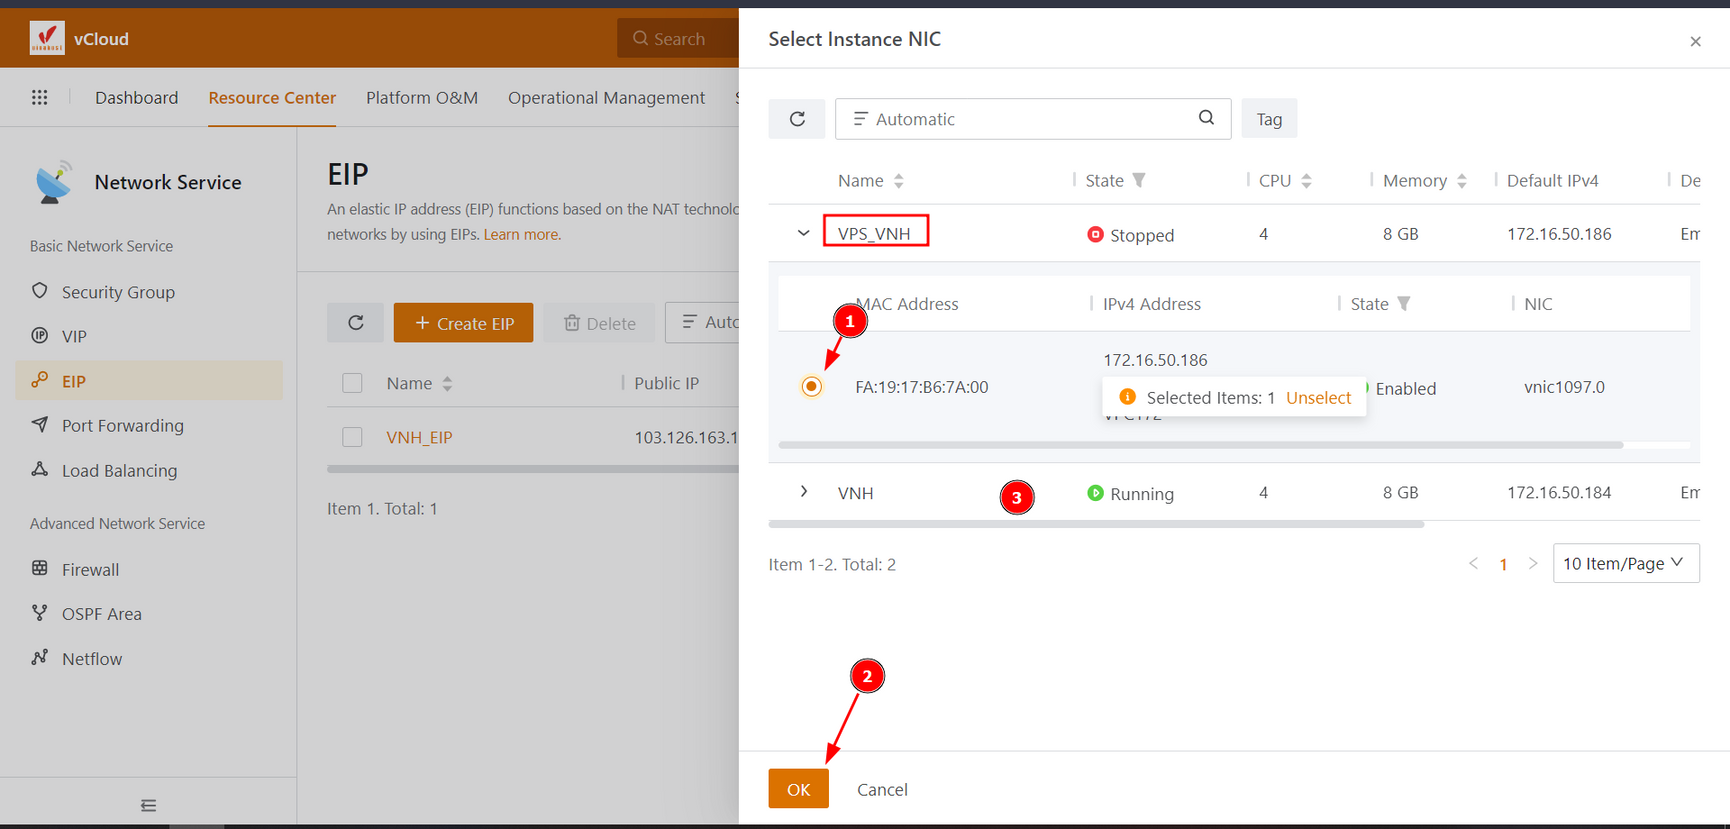 vCloud
Search
Dashboard
Resource Center
Platform O&M
Operational Management
Network Service
Basic Network Service
Security Group
VIP
EIP
Port Forwarding
Load Balancing
Advanced Network Service
Firewall
OSPF Area
Netflow
EIP
An elastic IP address (EIP) functions based on the NAT technolo
networks by using EIPs. Learn more.
+ Create EIP
Delete
Auto
Name
Public IP
VNH_EIP
103.126.163.1
Item 1. Total: 1
Select Instance NIC
×
Automatic
Tag
Name
State
CPU
Memory
Default IPv4
De
VPS_VNH
Stopped
4
8 GB
172.16.50.186
Em
MAC Address
IPv4 Address
State
NIC
1
FA:19:17:B6:7A:00
172.16.50.186
Selected Items: 1 Unselect
VPC172
Enabled
vnic1097.0
VNH
3
Running
4
8 GB
172.16.50.184
Em
Item 1-2. Total: 2
< 1 >
10 Item/Page
2
OK
Cancel